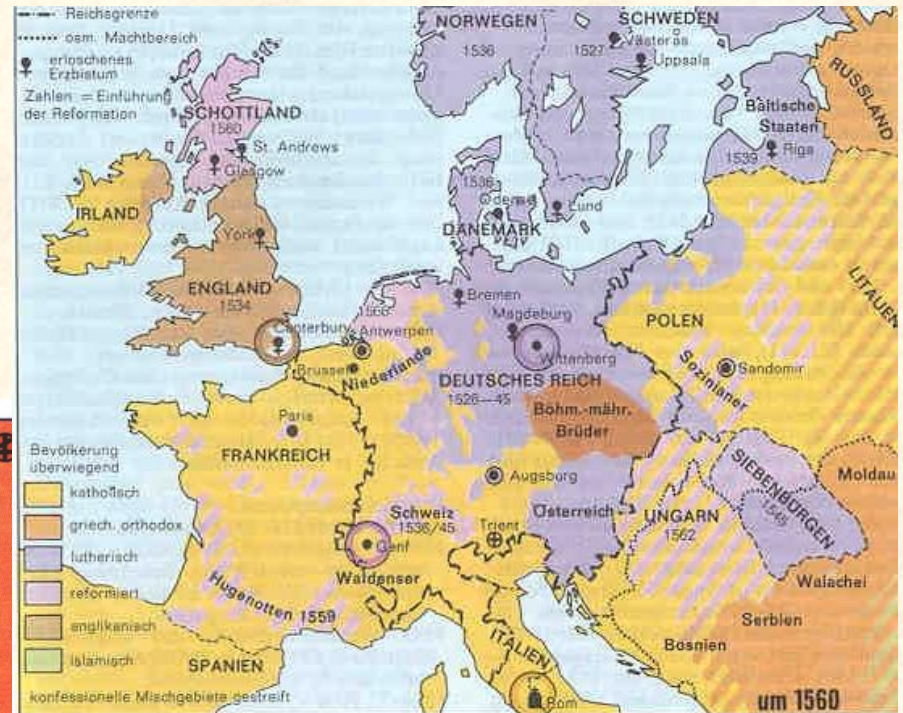 Reichsgrenze
osm. Machtbereich
erloschenes
Erzbistum
Zahlen = Einführung
der Reformation
NORWEGEN
1536
SCHWEDEN
1527
Västerås
Uppsala
RUSSLAND
Baltische
Staaten
1539
Riga
SCHOTTLAND
1560
St. Andrews
Glasgow
IRLAND
York
ENGLAND
1534
Canterbury
1536
Odense
Lund
DÄNEMARK
LITAUEN
Bremen
Magdeburg
Wittenberg
POLEN
Sandomir
Sozinianer
Antwerpen
Brussel
Niederlande
DEUTSCHES REICH
1526—45
Böhm.-mähr.
Brüder
Paris
FRANKREICH
Augsburg
SIEBENBÜRGEN
Moldau
Bevölkerung
überwiegend
katholisch
griech. orthodox
lutherisch
reformiert
anglikanisch
islamisch
konfessionelle Mischgebiete gestreift
Schweiz
1536/45
Trient
Österreich
UNGARN
1562
Genf
Waldenser
Walachei
Hugenotten 1559
Serbien
Bosnien
ITALIEN
SPANIEN
Rom
um 1560